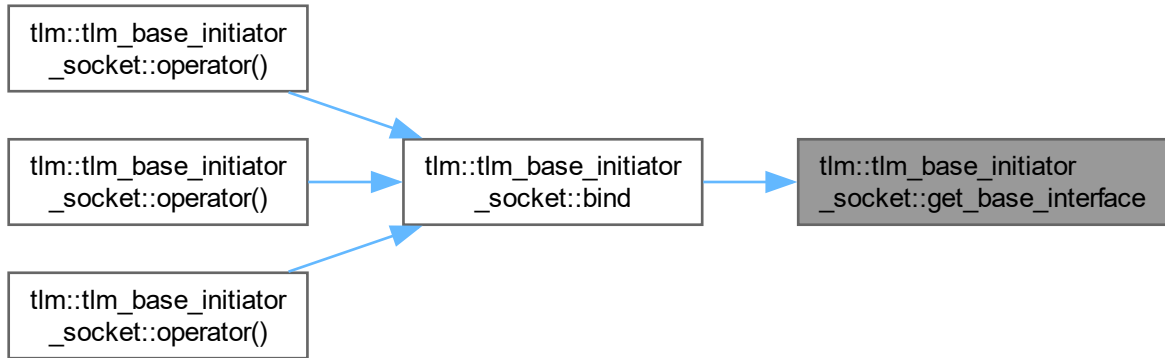 tlm::tlm_base_initiator
_socket::operator()
tlm::tlm_base_initiator
_socket::operator()
tlm::tlm_base_initiator
_socket::bind
tlm::tlm_base_initiator
_socket::get_base_interface
tlm::tlm_base_initiator
_socket::operator()